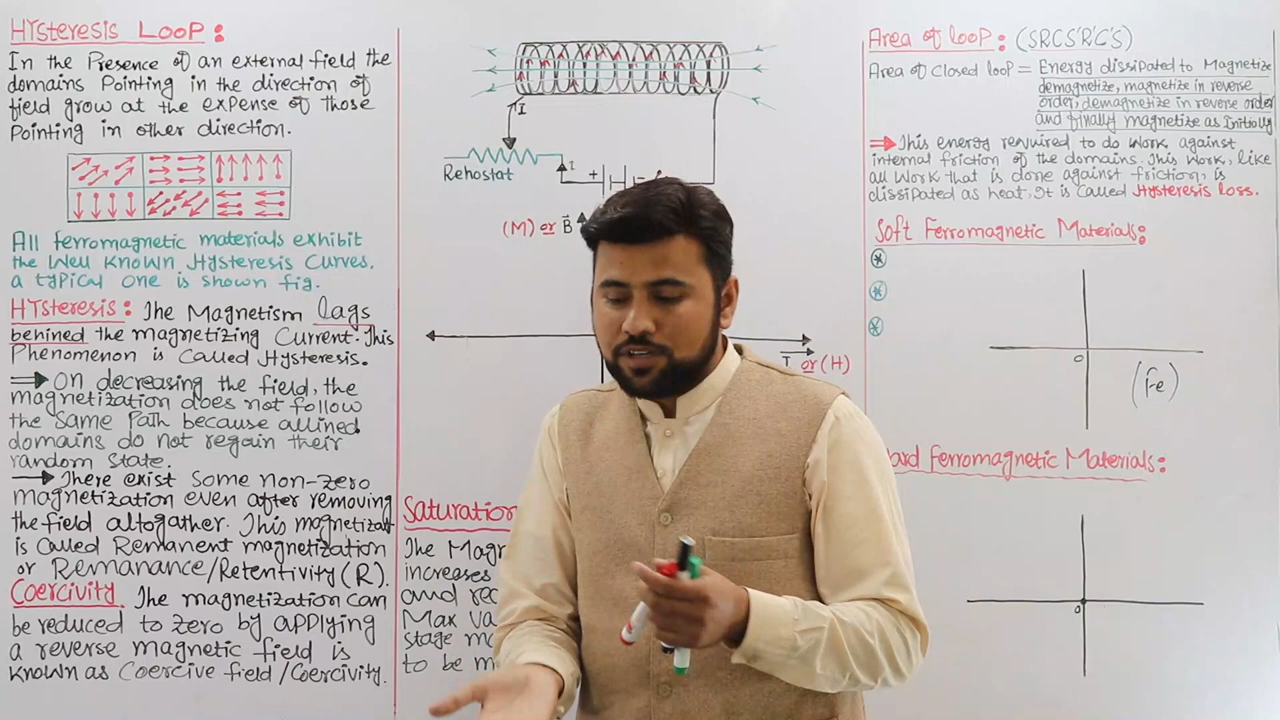 Hysteresis Loop:
In the Presence of an external field the
domains Pointing in the direction of
field grow at the expense of those
Pointing in other direction.
All ferromagnetic materials exhibit
the Well Known Hysteresis Curves.
a typical one is shown fig.
Hysteresis: The Magnetism lags
behined the magnetizing Current. This
Phenomenon is Called Hysteresis.
On decreasing the field, the
magnetization does not follow
the Same Path because allined
domains do not regain their
random State.
There exist Some non-zero
magnetization even after removing
the field altogather. This magnetizat
is Called Remanent magnetization
or Remanance/Retentivity (R).
Coercivity The magnetization Can
be reduced to zero by applying
a reverse magnetic field is
known as Coercive field/Coercivity.
I
Rehostat
I
+
(M) or B
I or (H)
Saturation
The Mag
increases
and
Max Va
stage
to be m
Area of loop: (SRCS'R'C'S)
Area of Closed loop = Energy dissipated to Magnetize
demagnetize, magnetize in reverse
order, demagnetize in reverse order
and finally magnetize as Initially
This energy required to do Work against
internal friction of the domains. This Work, like
all Work that is done against friction, is
dissipated as heat, It is Called Hysteresis loss.
Soft Ferromagnetic Materials:
o
(Fe)
ard Ferromagnetic Materials:
o